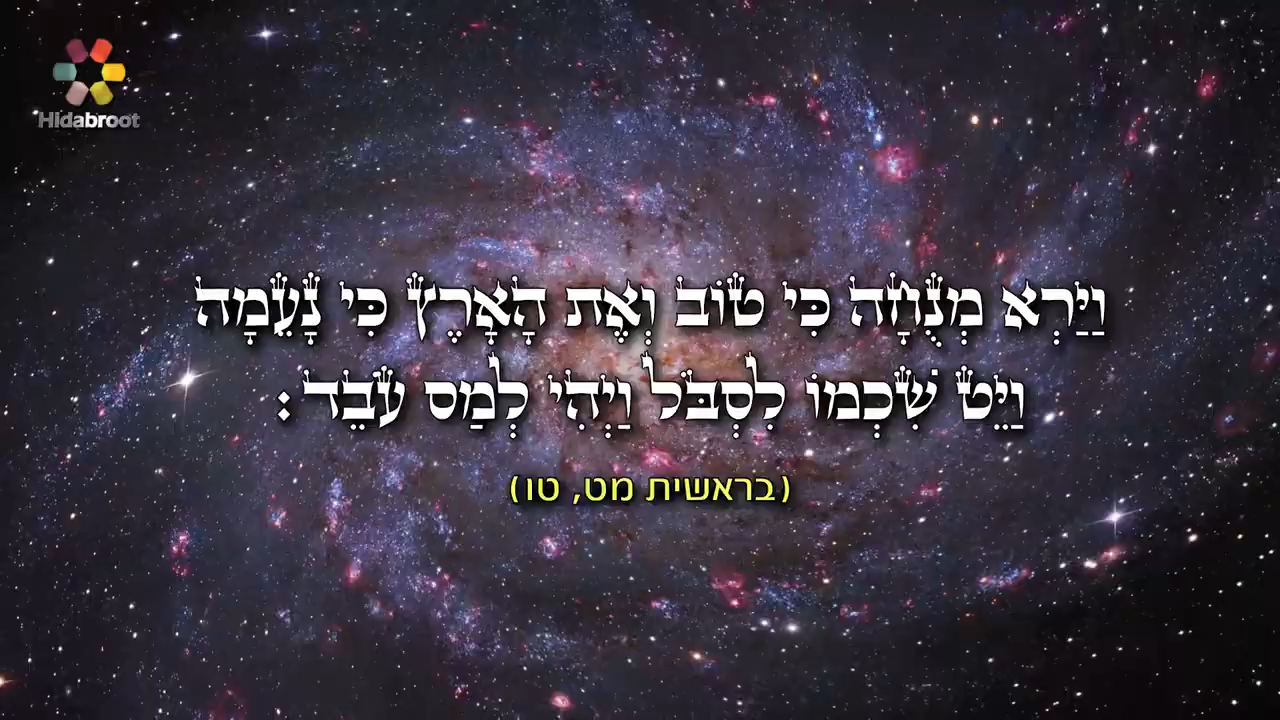 Hidabroot
וַיַּרְא מְנֻחָה כִּי טוֹב וְאֶת הָאָרֶץ כִּי נָעֵמָה
וַיֵּט שִׁכְמוֹ לִסְבֹּל וַיְהִי לְמַס עֹבֵד:
(בראשית מט, טו)